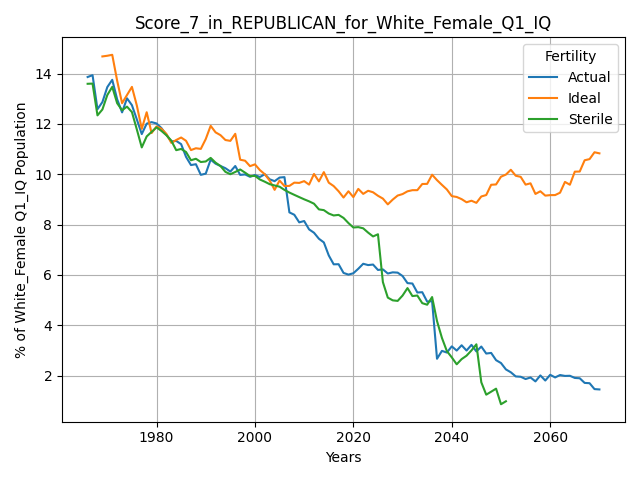 Score_7_in_REPUBLICAN_for_White_Female_Q1_IQ
Fertility
Actual
Ideal
Sterile
% of White_Female Q1_IQ Population
14
12
10
8
6
4
2
1980 2000 2020 2040 2060
Years